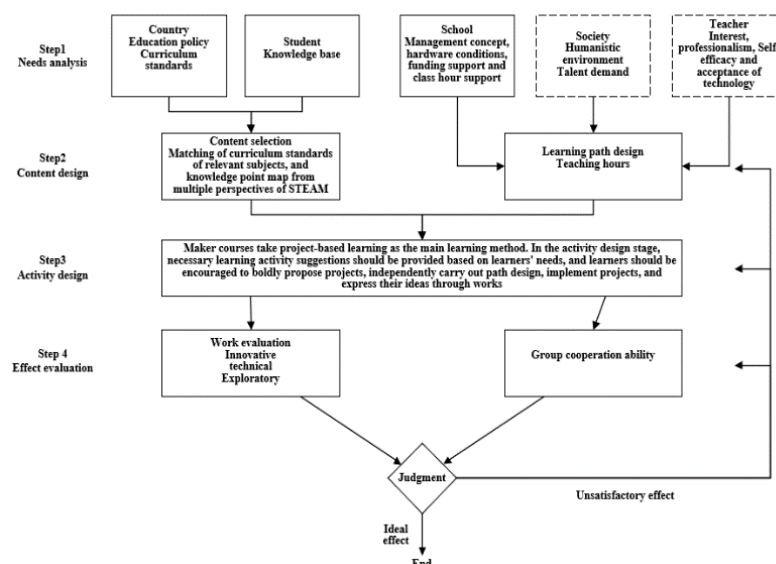 Step1
Needs analysis
Country
Education policy
Curriculum
standards
Student
Knowledge base
School
Management concept,
hardware conditions,
funding support and
class hour support
Society
Humanistic
environment
Talent demand
Teacher
Interest,
professionalism, Self
efficacy and
acceptance of
technology
Step2
Content design
Content selection
Matching of curriculum standards
of relevant subjects, and
knowledge point map from
multiple perspectives of STEAM
Learning path design
Teaching hours
Step3
Activity design
Maker courses take project-based learning as the main learning method. In the activity design stage,
necessary learning activity suggestions should be provided based on learners' needs, and learners should be
encouraged to boldly propose projects, independently carry out path design, implement projects, and
express their ideas through works
Step 4
Effect evaluation
Work evaluation
Innovative
technical
Exploratory
Group cooperation ability
Judgment
Unsatisfactory effect
Ideal
effect
End